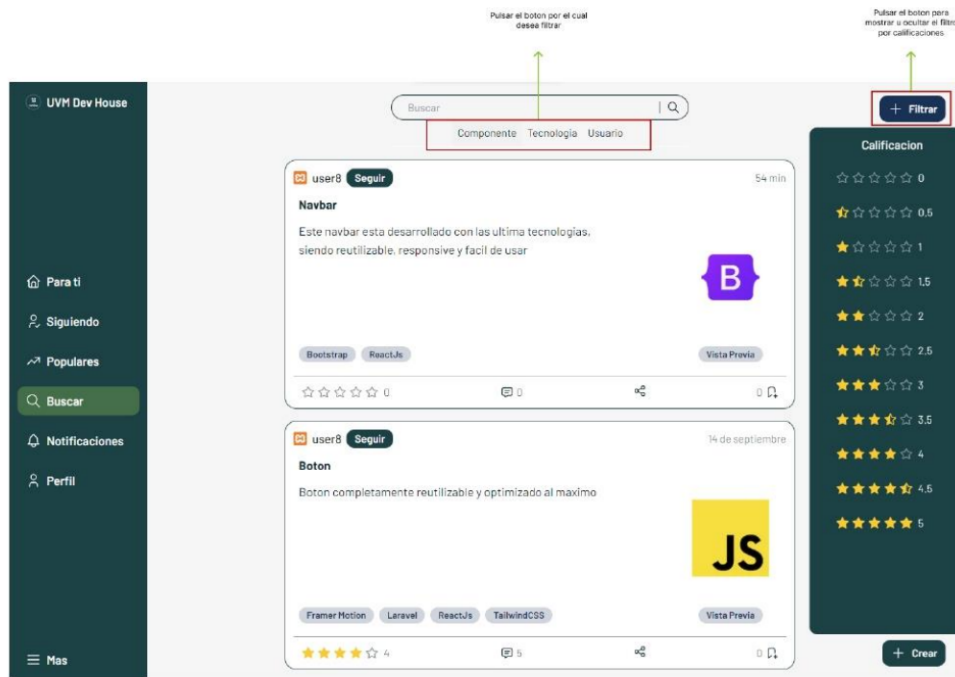 Pulsar el boton por el cual
desea filtrar
Pulsar el boton para
mostrar u ocultar el filtro
por calificaciones
UVM Dev House
Buscar
Filtrar
Componente Tecnologia Usuario
Calificacion
0
0,5
1
1,5
2
2,5
3
3,5
4
4,5
5
user8 Seguir 54 min
Navbar
Este navbar esta desarrollado con las ultima tecnologias,
siendo reutilizable, responsive y facil de usar
B
Bootstrap ReactJs Vista Previa
0 0 0
Para ti
Siguiendo
Populares
Buscar
Notificaciones
Perfil
user8 Seguir 14 de septiembre
Boton
Boton completamente reutilizable y optimizado al maximo
JS
Framer Motion Laravel ReactJs TailwindCSS Vista Previa
4 5 0
Mas
Crear